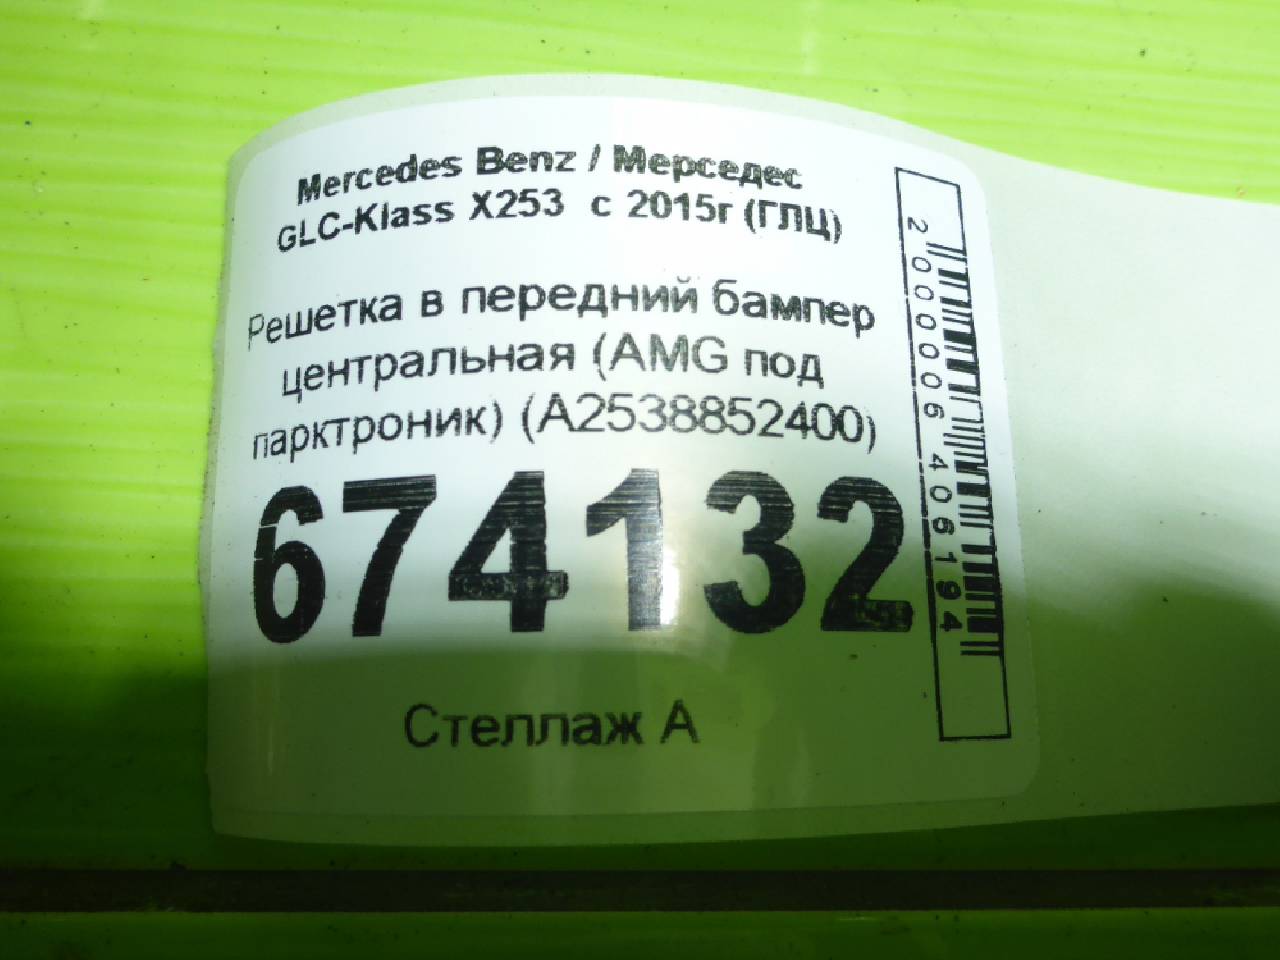 Mercedes Benz / Мерседес
GLC-Klass X253 с 2015г (ГЛЦ)
Решетка в передний бампер
центральная (AMG под
парктроник) (A2538852400)
674132
Стеллаж А
2000006406194